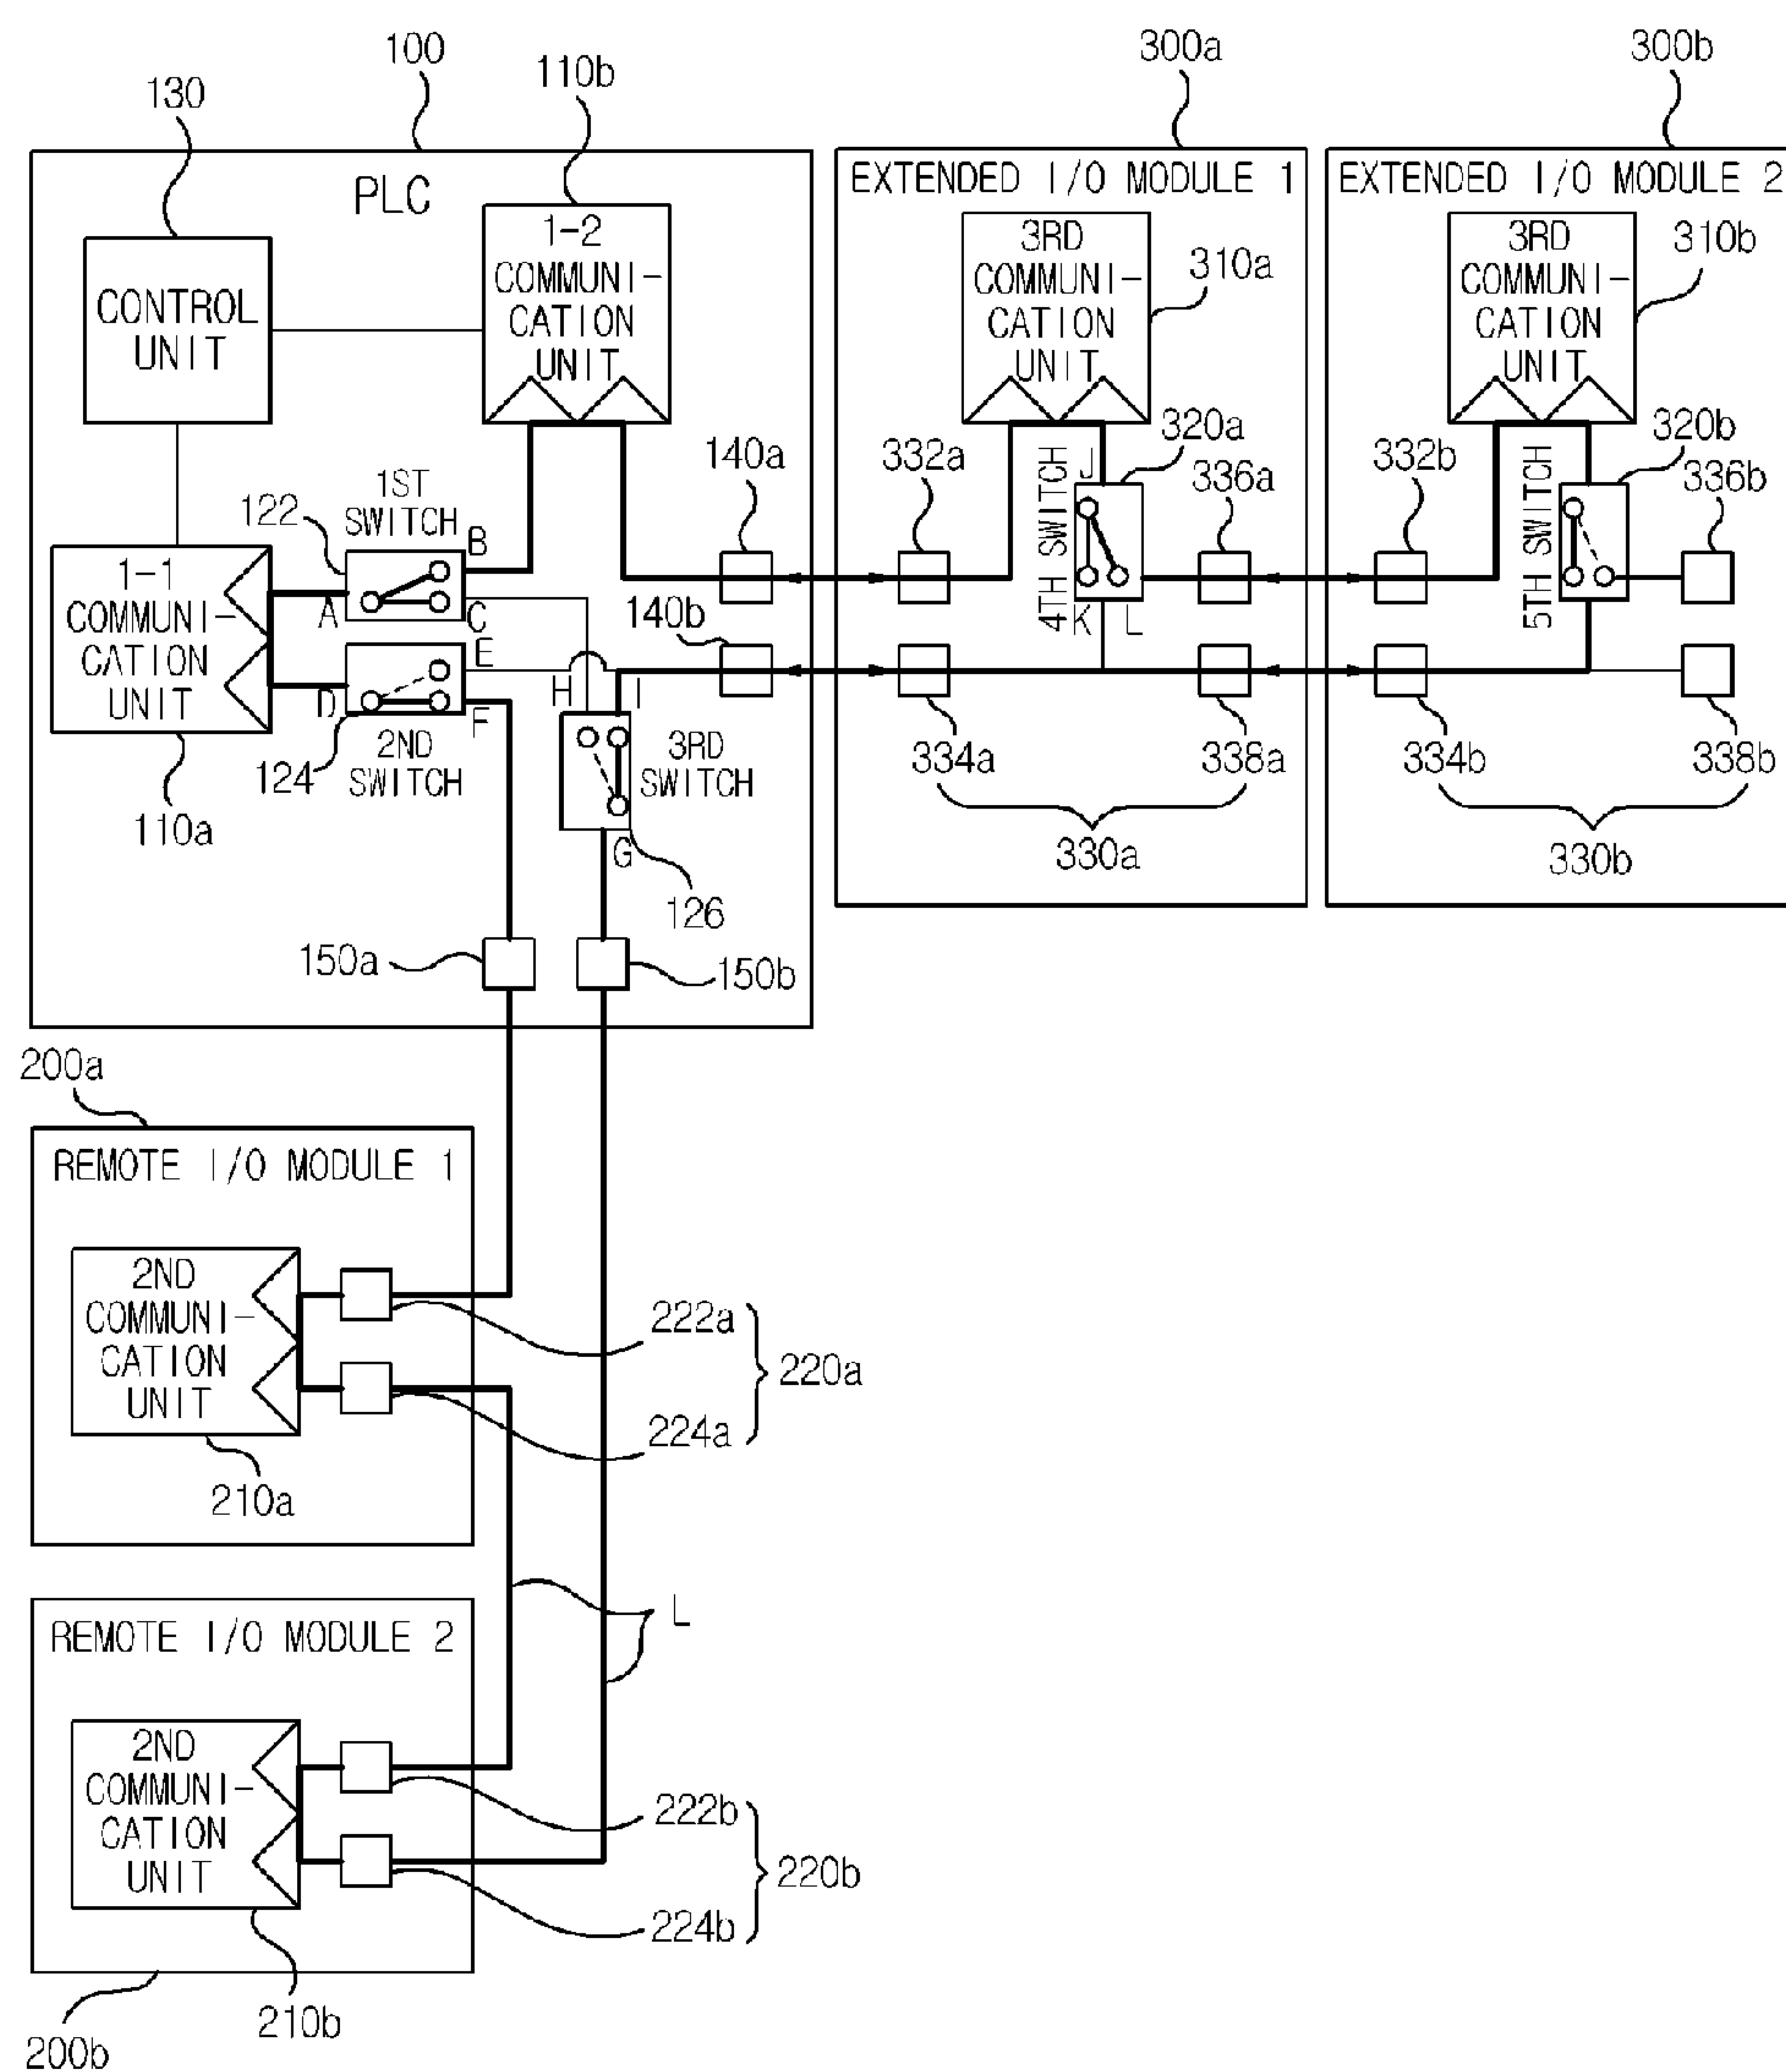 100
110b
300a
300b
130
PLC
EXTENDED I/O MODULE 1
EXTENDED I/O MODULE 2
CONTROL
UNIT
1-2
COMMUNI-
CATION
UNIT
3RD
COMMUNI-
CATION
UNIT
310a
3RD
COMMUNI-
CATION
UNIT
310b
140a
332a
4TH SWITCH
J
K
L
320a
336a
332b
5TH SWITCH
320b
336b
122
1ST
SWITCH
A
B
C
1-1
COMMUNI-
CATION
UNIT
140b
D
E
F
124
2ND
SWITCH
H
I
G
3RD
SWITCH
334a
338a
334b
338b
110a
330a
330b
126
150a
150b
200a
REMOTE I/O MODULE 1
2ND
COMMUNI-
CATION
UNIT
222a
220a
224a
210a
L
REMOTE I/O MODULE 2
2ND
COMMUNI-
CATION
UNIT
222b
220b
224b
210b
200b